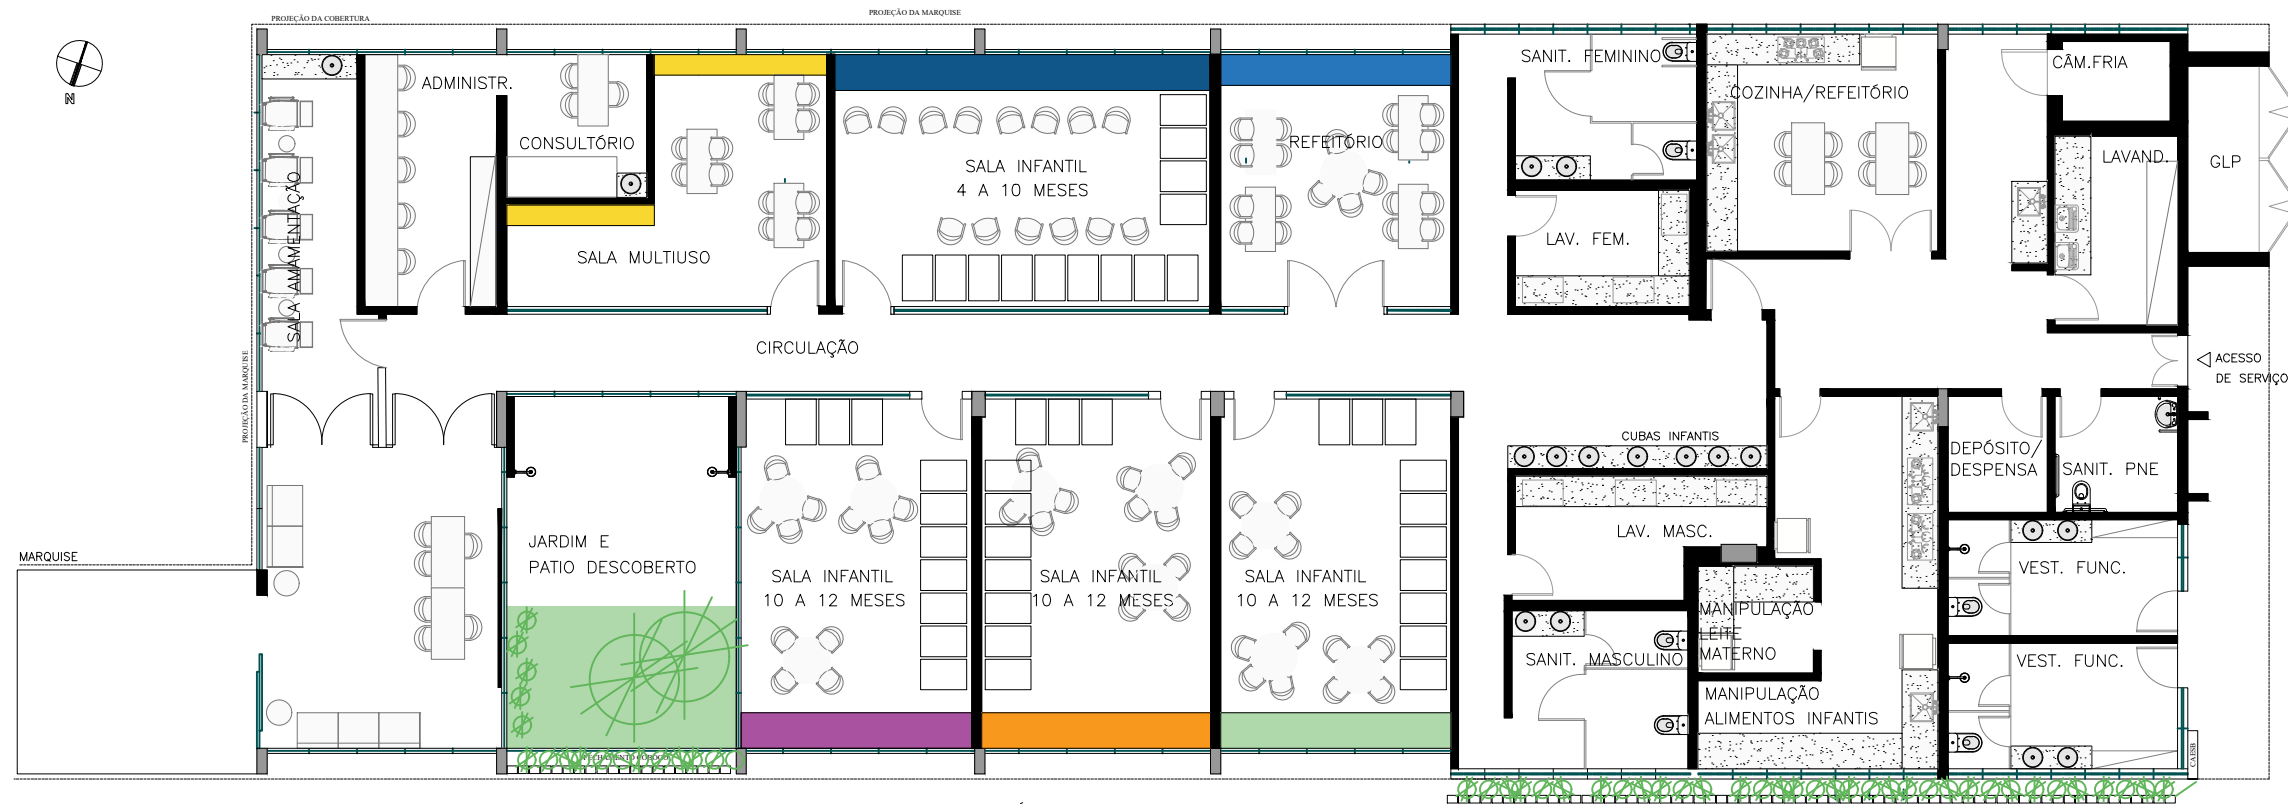 PROJEÇÃO DA COBERTURA
PROJEÇÃO DA MARQUISE
N
ADMINISTR.
CONSULTÓRIO
SALA AMAMENTAÇÃO
SALA MULTIUSO
SALA INFANTIL
4 A 10 MESES
REFEITÓRIO
SANIT. FEMININO
LAV. FEM.
COZINHA/REFEITÓRIO
CÂM.FRIA
LAVAND.
GLP
CIRCULAÇÃO
ACESSO
DE SERVIÇO
PROJEÇÃO DA MARQUISE
MARQUISE
JARDIM E
PATIO DESCOBERTO
SALA INFANTIL
10 A 12 MESES
SALA INFANTIL
10 A 12 MESES
SALA INFANTIL
10 A 12 MESES
CUBAS INFANTIS
LAV. MASC.
SANIT. MASCULINO
MANIPULAÇÃO
LEITE
MATERNO
MANIPULAÇÃO
ALIMENTOS INFANTIS
DEPÓSITO/
DESPENSA
SANIT. PNE
VEST. FUNC.
VEST. FUNC.
CAESB
FECHAMENTO COBOGÓ